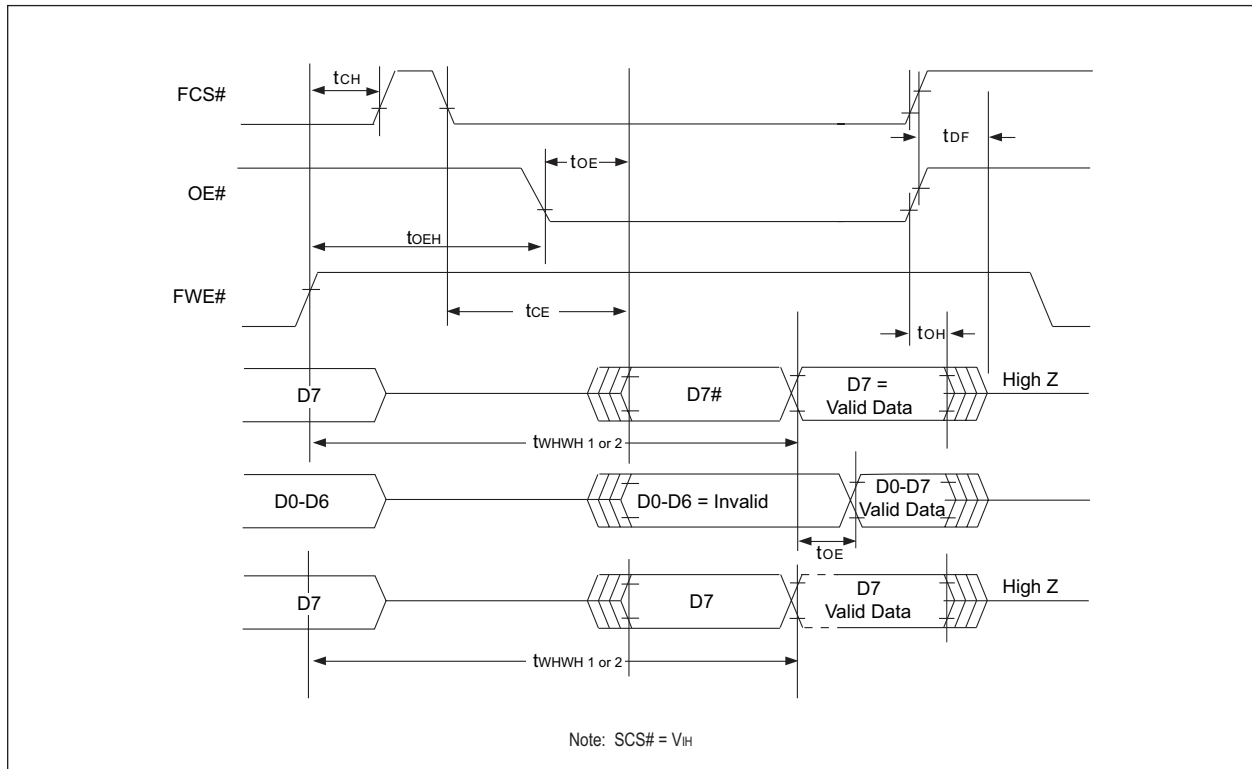 tCH
FCS#
tDF
tOE
OE#
tOEH
FWE#
tCE
tOH
D7
D7#
D7 =
Valid Data
High Z
tWHWH 1 or 2
D0-D6
D0-D6 = Invalid
D0-D7
Valid Data
tOE
D7
D7
D7
Valid Data
High Z
tWHWH 1 or 2
Note: SCS# = VIH